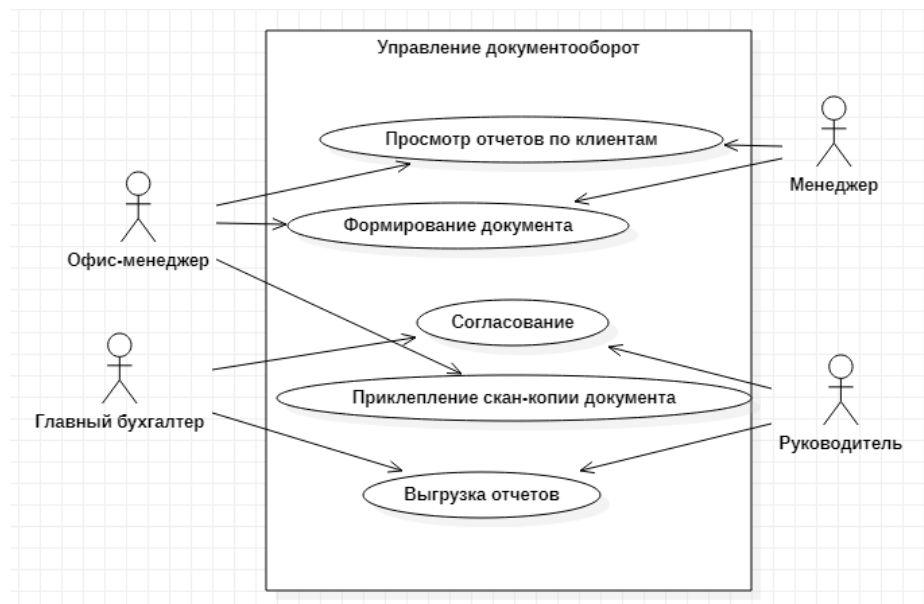 Управление документооборот
Просмотр отчетов по клиентам
Менеджер
Формирование документа
Офис-менеджер
Согласование
Приклепление скан-копии документа
Главный бухгалтер
Руководитель
Выгрузка отчетов